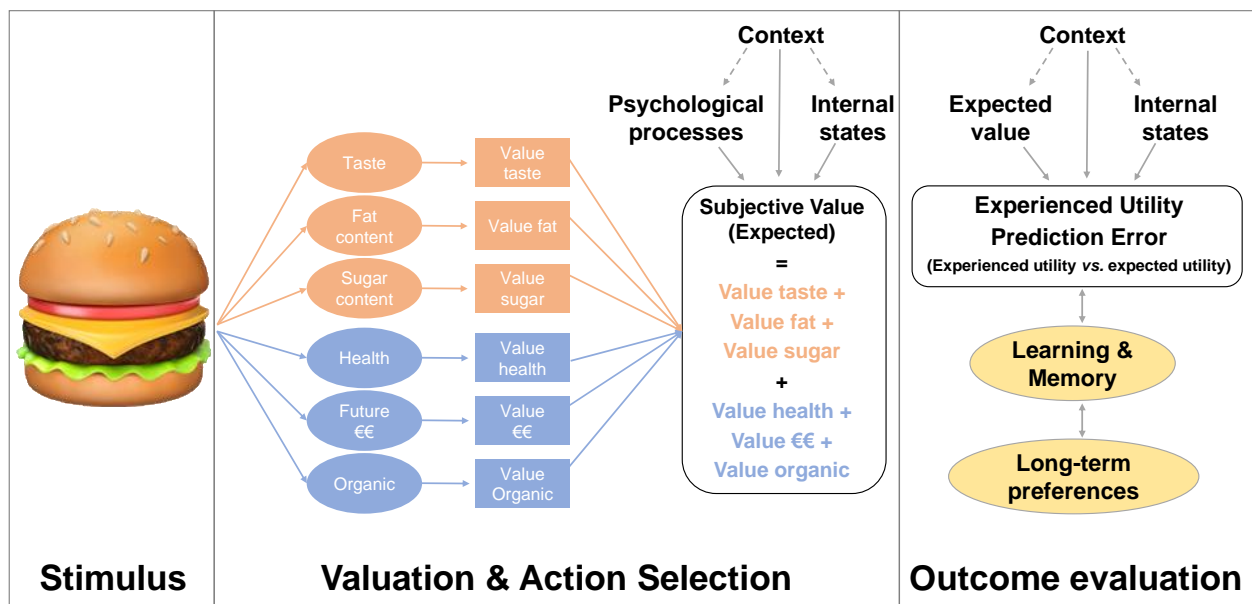 Context
Psychological
processes
Internal
states
Taste
Value
taste
Fat
content
Value fat
Sugar
content
Value
sugar
Health
Value
health
Future
€€
Value
€€
Organic
Value
Organic
Subjective Value
(Expected)
=
Value taste +
Value fat +
Value sugar
+
Value health +
Value €€ +
Value organic
Context
Expected
value
Internal
states
Experienced Utility
Prediction Error
(Experienced utility vs. expected utility)
Learning &
Memory
Long-term
preferences
Stimulus
Valuation & Action Selection
Outcome evaluation